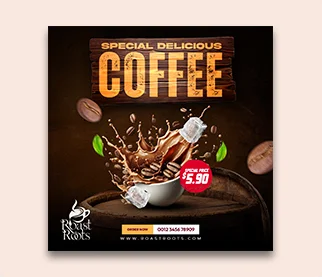 SPECIAL DELICIOUS
COFFEE
SPECIAL PRICE
$5.90
Roast
Roots
ORDER NOW
0012 3456 78909
WWW.ROASTROOTS.COM